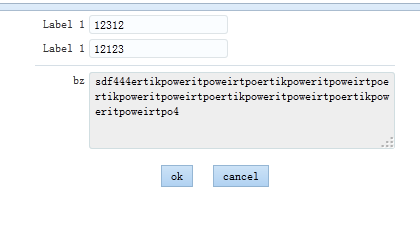 Label 1 12312
Label 1 12123
bz sdf444ertikpoweritpoweirtpoertikpoweritpoweirtpoe
rtikpoweritpoweirtpoertikpoweritpoweirtpoertikpow
eritpoweirtpo4
ok cancel